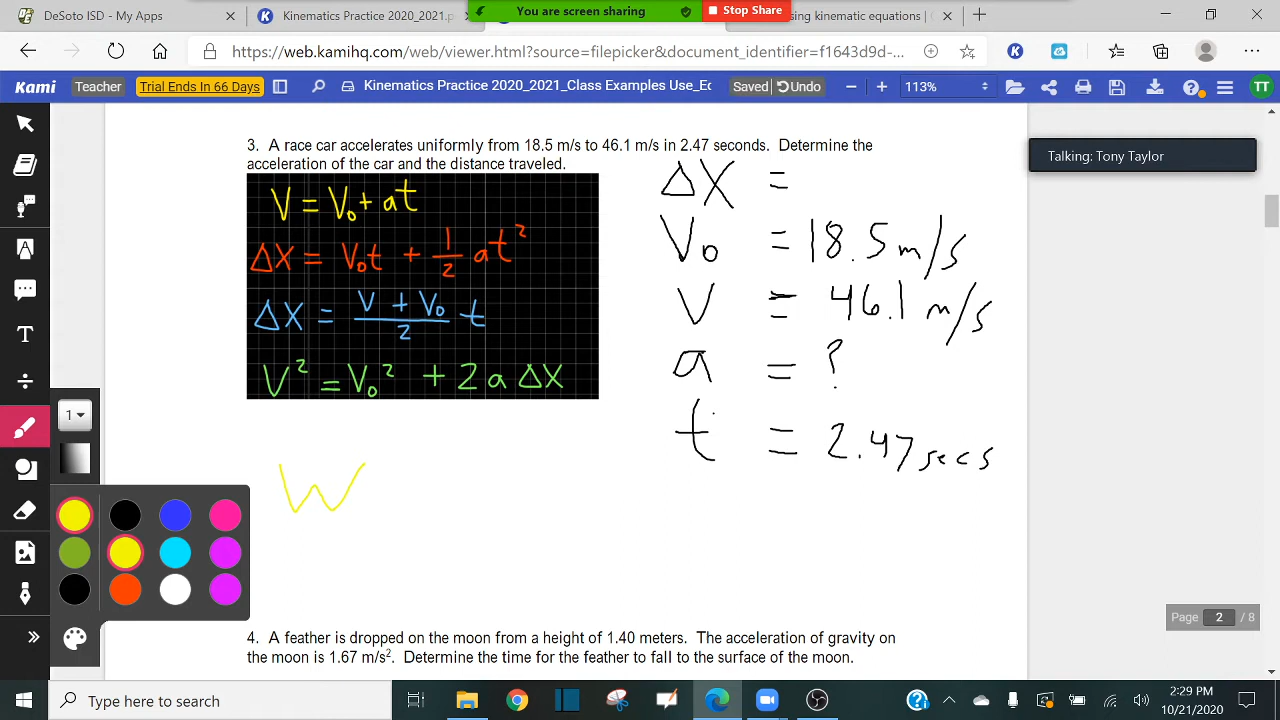 DeSoto ISD - My Apps
Kinematics Practice 2020_2021.p
You are screen sharing
Stop Share
sing kinematic equations (
https://web.kamihq.com/web/viewer.html?source=filepicker&document_identifier=f1643d9d-...
Kami
Teacher
Trial Ends In 66 Days
Kinematics Practice 2020_2021_Class Examples Use_Ec
Saved
Undo
113%
TT
Talking: Tony Taylor
3. A race car accelerates uniformly from 18.5 m/s to 46.1 m/s in 2.47 seconds. Determine the
acceleration of the car and the distance traveled.
V = V₀ + at
ΔX = V₀t + 1/2 at²
ΔX = (V + V₀)/2 t
V² = V₀² + 2a ΔX
ΔX =
V₀ = 18.5 m/s
V = 46.1 m/s
a = ?
t = 2.47 secs
1
W
4. A feather is dropped on the moon from a height of 1.40 meters. The acceleration of gravity on
the moon is 1.67 m/s². Determine the time for the feather to fall to the surface of the moon.
Page 2 / 8
Type here to search
2:29 PM
10/21/2020